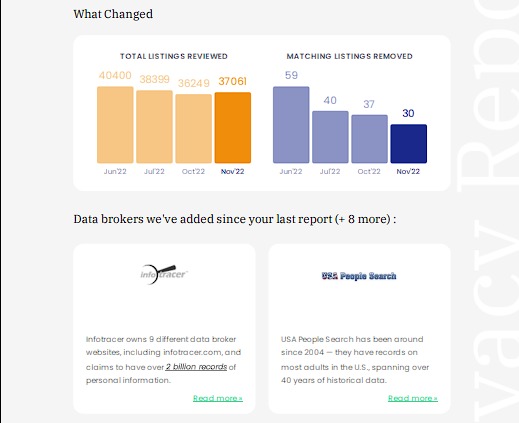 What Changed
TOTAL LISTINGS REVIEWED
MATCHING LISTINGS REMOVED
40400 38399 36249 37061
59 40 37 30
Jun'22 Jul'22 Oct'22 Nov'22
Jun'22 Jul'22 Oct'22 Nov'22
Data brokers we've added since your last report (+ 8 more) :
infotracer
USA People Search
Infotracer owns 9 different data broker
websites, including infotracer.com, and
claims to have over 2 billion records of
personal information.
Read more »
USA People Search has been around
since 2004 — they have records on
most adults in the U.S., spanning over
40 years of historical data.
Read more »
vacy Repo